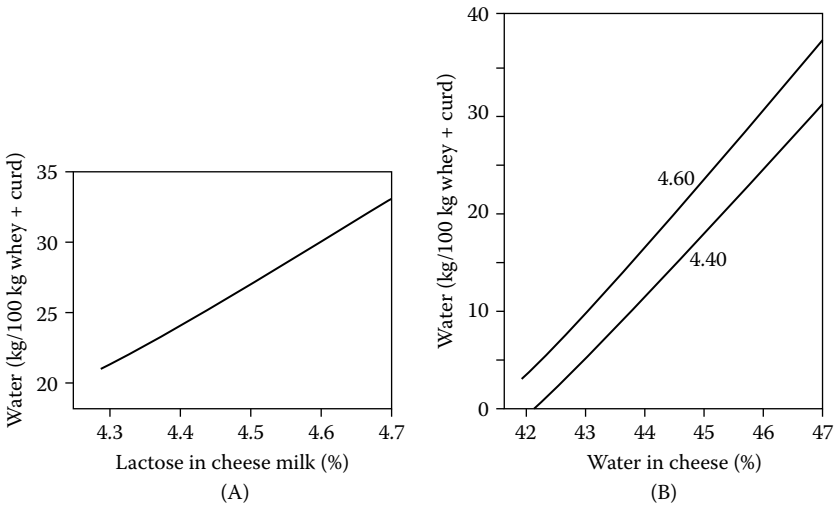 Water (kg/100 kg whey + curd)
35
30
25
20
4.3 4.4 4.5 4.6 4.7
Lactose in cheese milk (%)
(A)
Water (kg/100 kg whey + curd)
40
30
20
10
0
4.60
4.40
42 43 44 45 46 47
Water in cheese (%)
(B)